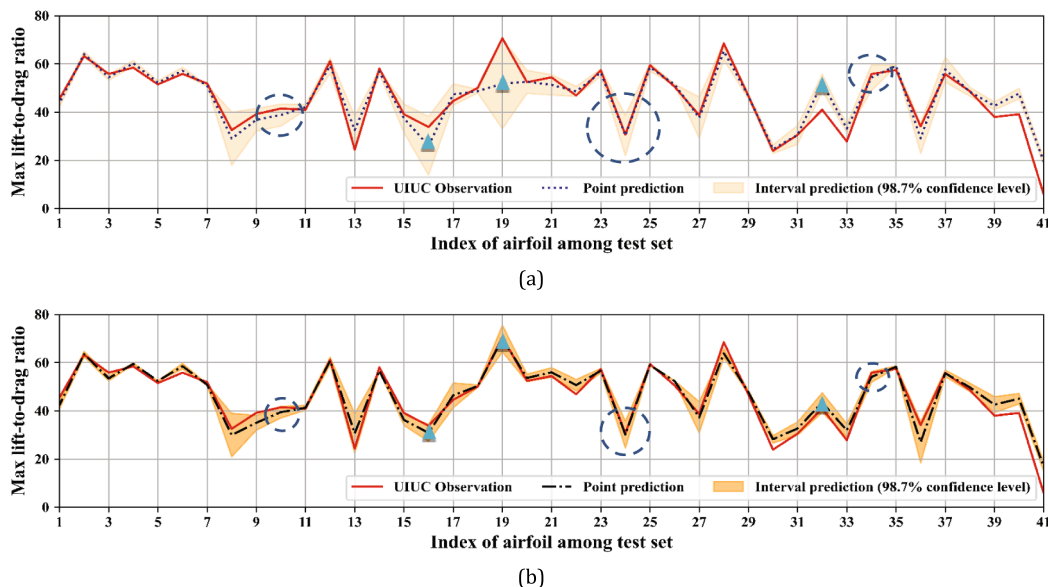 (a)
80
60
40
20
0
Max lift-to-drag ratio
UIUC Observation Point prediction Interval prediction (98.7% confidence level)
1 3 5 7 9 11 13 15 17 19 21 23 25 27 29 31 33 35 37 39 41
Index of airfoil among test set
(a)
80
60
40
20
0
Max lift-to-drag ratio
UIUC Observation Point prediction Interval prediction (98.7% confidence level)
1 3 5 7 9 11 13 15 17 19 21 23 25 27 29 31 33 35 37 39 41
Index of airfoil among test set
(b)